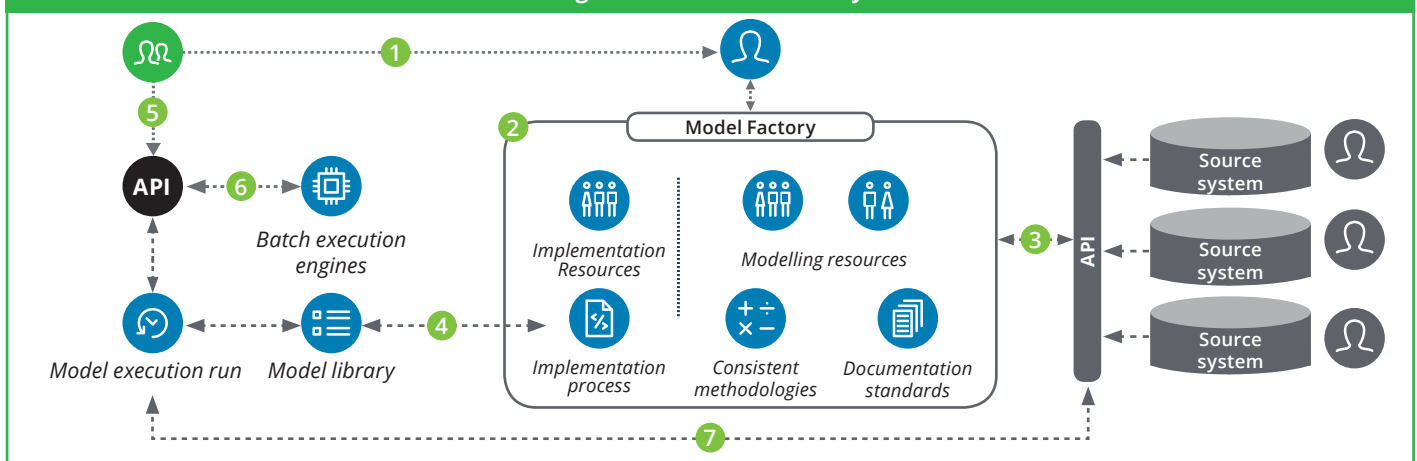 1
2
Model Factory
5
API
6
Batch execution
engines
Implementation
Resources
Modelling resources
3
API
Source
system
Source
system
Source
system
4
Model execution run
Model library
Implementation
process
Consistent
methodologies
Documentation
standards
7